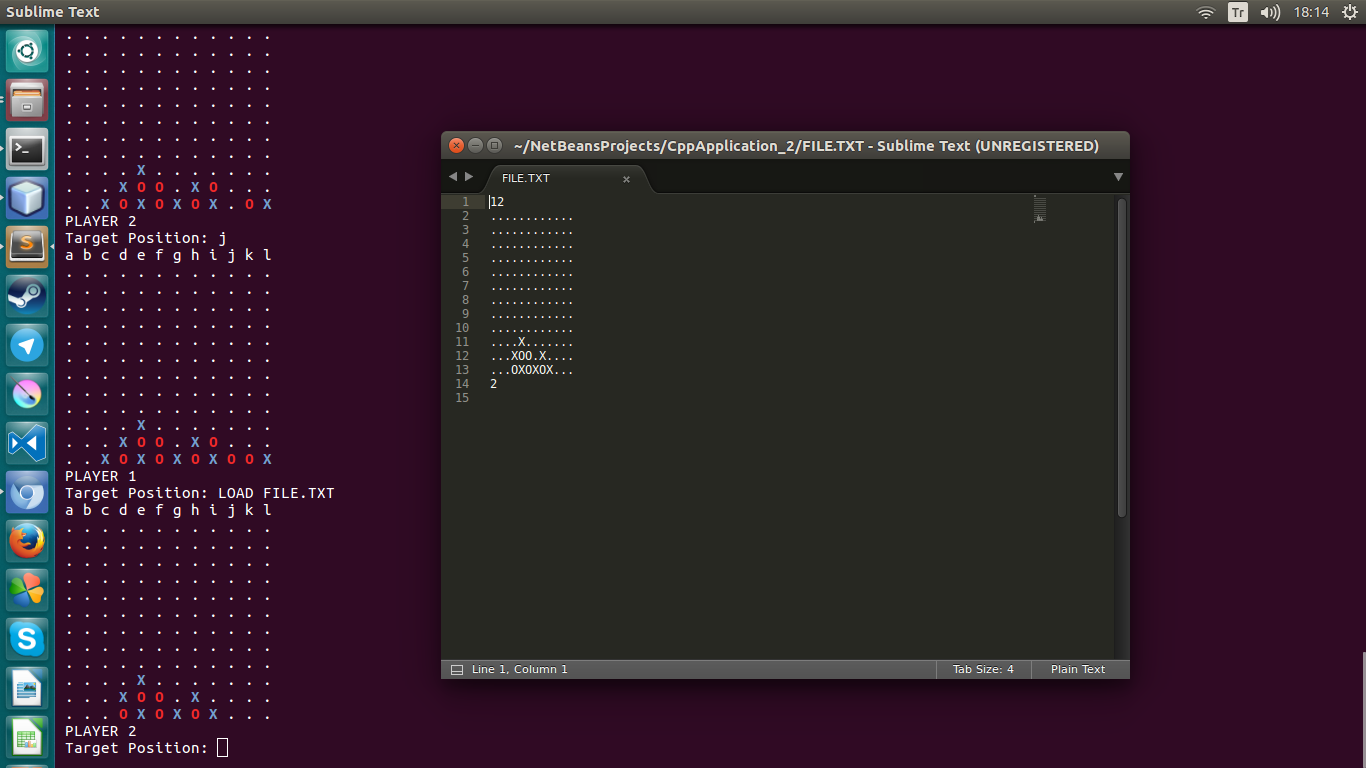 Sublime Text
Tr
18:14
. . . . . . . . . . . .
. . . . . . . . . . . .
. . . . . . . . . . . .
. . . . . . . . . . . .
. . . . . . . . . . . .
. . . . . . . . . . . .
. . . . . . . . . . . .
. . . . . . . . . . . .
. . . . X . . . . . . .
. . . X O O . X O . . .
. . X O X O X O X . O X
PLAYER 2
Target Position: j
a b c d e f g h i j k l
. . . . . . . . . . . .
. . . . . . . . . . . .
. . . . . . . . . . . .
. . . . . . . . . . . .
. . . . . . . . . . . .
. . . . . . . . . . . .
. . . . . . . . . . . .
. . . . . . . . . . . .
. . . . . . . . . . . .
. . . . X . . . . . . .
. . . X O O . X O . . .
. . X O X O X O X O O X
PLAYER 1
Target Position: LOAD FILE.TXT
a b c d e f g h i j k l
. . . . . . . . . . . .
. . . . . . . . . . . .
. . . . . . . . . . . .
. . . . . . . . . . . .
. . . . . . . . . . . .
. . . . . . . . . . . .
. . . . . . . . . . . .
. . . . . . . . . . . .
. . . . . . . . . . . .
. . . . X . . . . . . .
. . . X O O . X . . . .
. . . O X O X O X . . .
PLAYER 2
Target Position:
~/NetBeansProjects/CppApplication_2/FILE.TXT - Sublime Text (UNREGISTERED)
FILE.TXT
1 12
2 ............
3 ............
4 ............
5 ............
6 ............
7 ............
8 ............
9 ............
10 ............
11 ....X.......
12 ...XOO.X....
13 ...OXOXOX...
14 2
15
Line 1, Column 1
Tab Size: 4
Plain Text